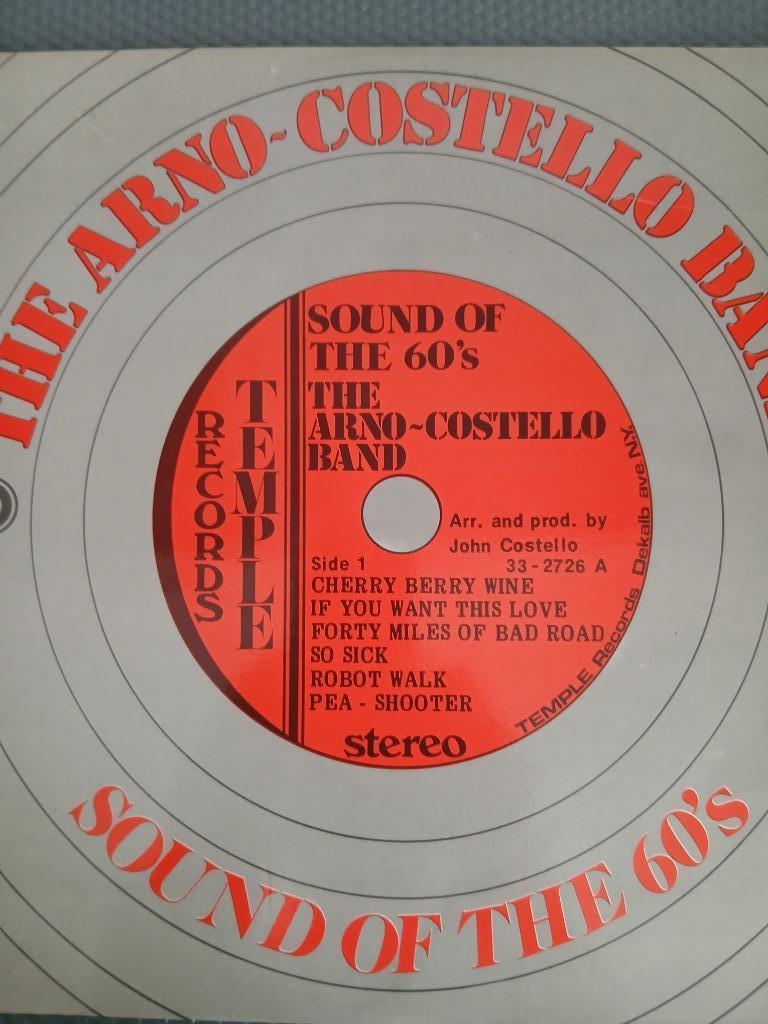 THE ARNO-COSTELLO BAN
SOUND OF
THE 60's
THE
ARNO-COSTELLO
BAND
TEMPLE
RECORDS
Arr. and prod. by
John Costello
Side 1
33-2726 A
CHERRY BERRY WINE
IF YOU WANT THIS LOVE
FORTY MILES OF BAD ROAD
SO SICK
ROBOT WALK
PEA - SHOOTER
stereo
TEMPLE Records Dekalb ave. N.Y.
SOUND OF THE 60's